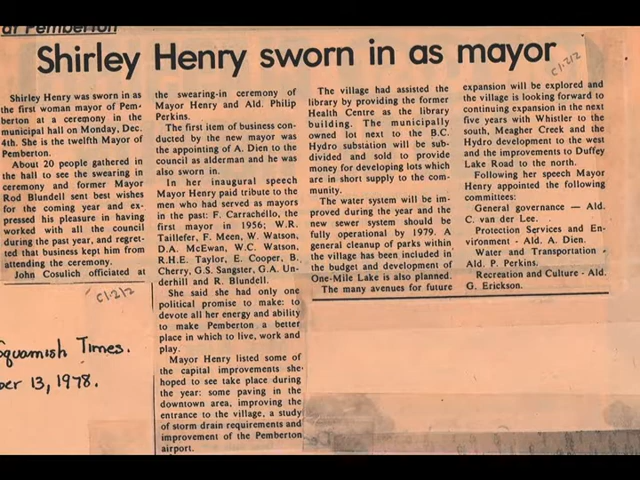 at Pemberton
Shirley Henry sworn in as mayor
C1.2/2
Shirley Henry was sworn in as
the first woman mayor of Pem-
berton at a ceremony in the
municipal hall on Monday, Dec.
4th. She is the twelfth Mayor of
Pemberton.
About 20 people gathered in
the hall to see the swearing in
ceremony and former Mayor
Rod Blundell sent best wishes
for the coming year and ex-
pressed his pleasure in having
worked with all the council
during the past year, and regret-
ted that business kept him from
attending the ceremony.
John Cosulich officiated at
the swearing-in ceremony of
Mayor Henry and Ald. Philip
Perkins.
The first item of business con-
ducted by the new mayor was
the appointing of A. Dien to the
council as alderman and he was
also sworn in.
In her inaugural speech
Mayor Henry paid tribute to the
men who had served as mayors
in the past: F. Carrachello, the
first mayor in 1956; W.R.
Taillefer, F. Meen, W. Watson,
D.A. McEwan, W.C. Watson,
R.H.E. Taylor, E. Cooper, B.
Cherry, G.S. Sangster, G.A. Un-
derhill and R. Blundell.
She said she had only one
political promise to make: to
devote all her energy and ability
to make Pemberton a better
place in which to live, work and
play.
Mayor Henry listed some of
the capital improvements she
hoped to see take place during
the year: some paving in the
downtown area, improving the
entrance to the village, a study
of storm drain requirements and
improvement of the Pemberton
airport.
The village had assisted the
library by providing the former
Health Centre as the library
building. The municipally
owned lot next to the B.C.
Hydro substation will be sub-
divided and sold to provide
money for developing lots which
are in short supply to the com-
munity.
The water system will be im-
proved during the year and the
new sewer system should be
fully operational by 1979. A
general cleanup of parks within
the village has been included in
the budget and development of
One-Mile Lake is also planned.
The many avenues for future
expansion will be explored and
the village is looking forward to
continuing expansion in the next
five years with Whistler to the
south, Meagher Creek and the
Hydro development to the west
and the improvements to Duffey
Lake Road to the north.
Following her speech Mayor
Henry appointed the following
committees:
General governance — Ald.
C. van der Lee.
Protection Services and En-
vironment - Ald. A. Dien.
Water and Transportation -
Ald. P. Perkins.
Recreation and Culture - Ald.
G. Erickson.
C1.2/2
quamish Times.
ber 13, 1978.